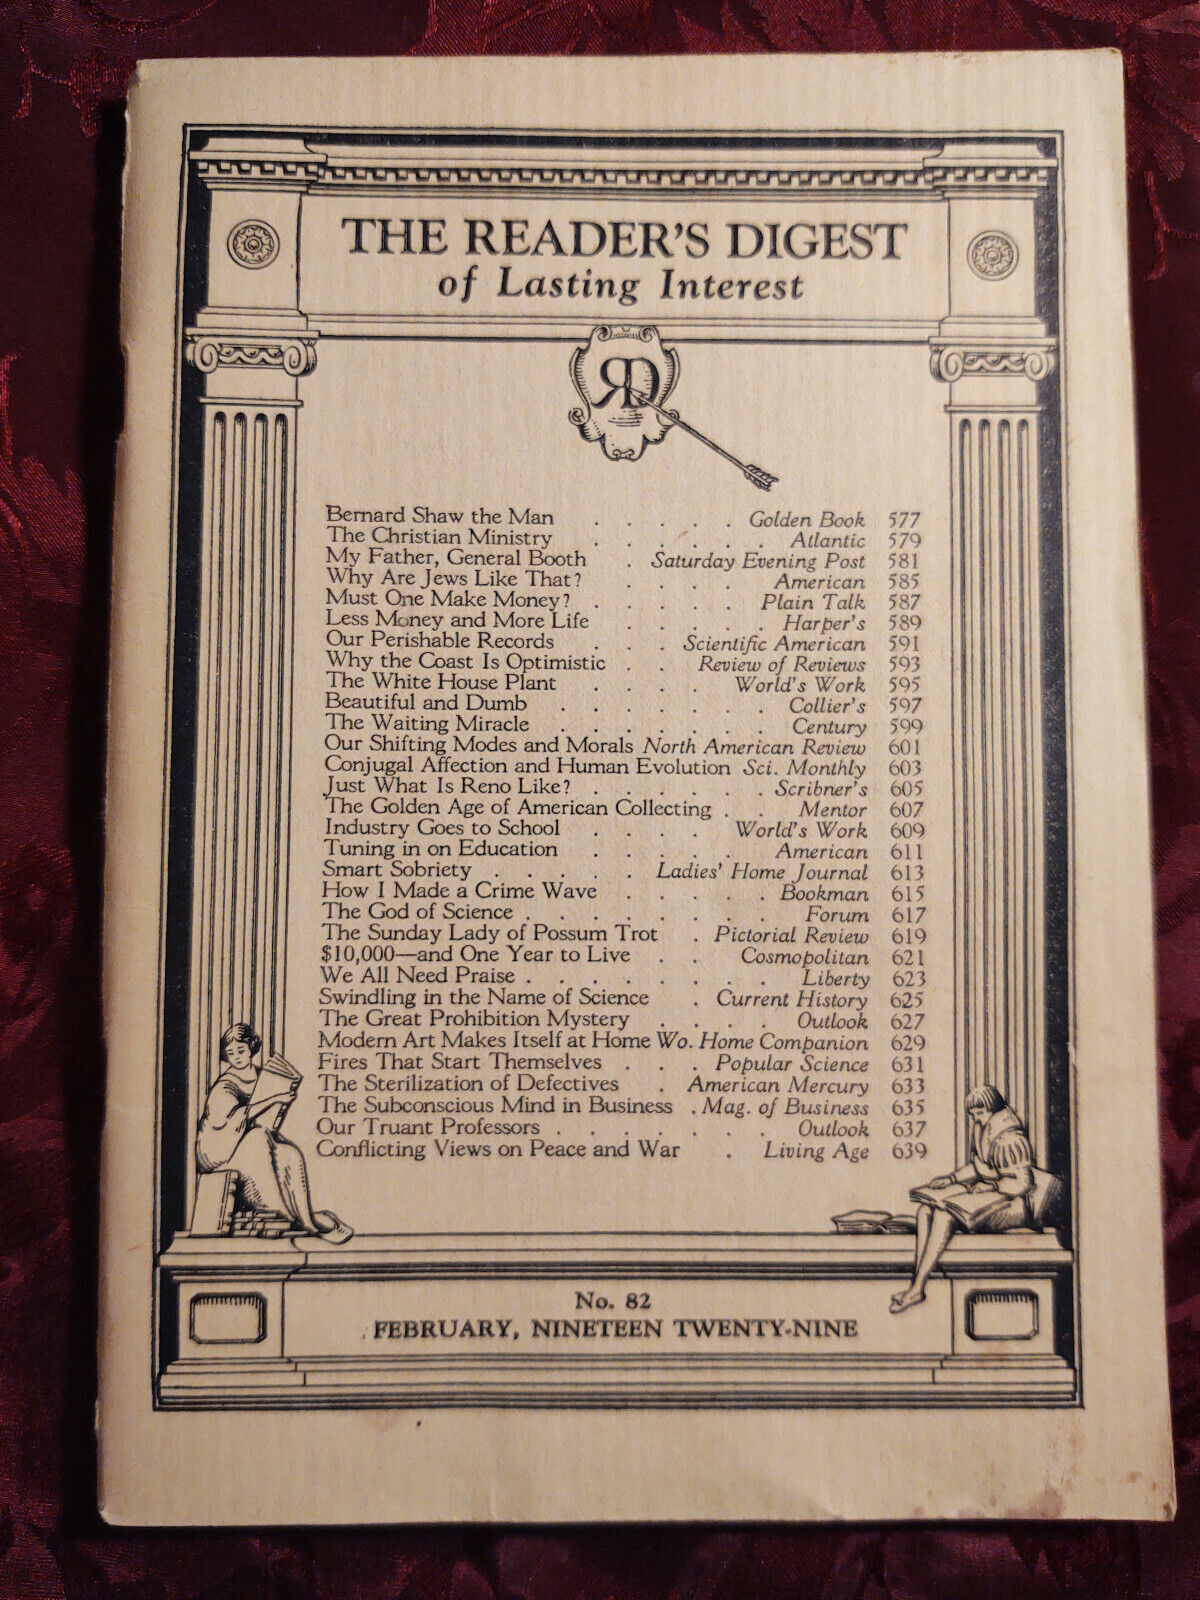 THE READER'S DIGEST
of Lasting Interest
RD
Bernard Shaw the Man . . . . . Golden Book 577
The Christian Ministry . . . . . . Atlantic 579
My Father, General Booth . Saturday Evening Post 581
Why Are Jews Like That? . . . . American 585
Must One Make Money? . . . . . Plain Talk 587
Less Money and More Life . . . . . Harper's 589
Our Perishable Records . . . Scientific American 591
Why the Coast Is Optimistic . . Review of Reviews 593
The White House Plant . . . . World's Work 595
Beautiful and Dumb . . . . . . . Collier's 597
The Waiting Miracle . . . . . . . Century 599
Our Shifting Modes and Morals North American Review 601
Conjugal Affection and Human Evolution Sci. Monthly 603
Just What Is Reno Like? . . . . . . Scribner's 605
The Golden Age of American Collecting . . Mentor 607
Industry Goes to School . . . . World's Work 609
Tuning in on Education . . . . . American 611
Smart Sobriety . . . . . Ladies' Home Journal 613
How I Made a Crime Wave . . . . . Bookman 615
The God of Science . . . . . . . . Forum 617
The Sunday Lady of Possum Trot . Pictorial Review 619
$10,000—and One Year to Live . . Cosmopolitan 621
We All Need Praise . . . . . . . . Liberty 623
Swindling in the Name of Science . Current History 625
The Great Prohibition Mystery . . . . Outlook 627
Modern Art Makes Itself at Home Wo. Home Companion 629
Fires That Start Themselves . . . Popular Science 631
The Sterilization of Defectives . American Mercury 633
The Subconscious Mind in Business . Mag. of Business 635
Our Truant Professors . . . . . . . Outlook 637
Conflicting Views on Peace and War . Living Age 639
No. 82
FEBRUARY, NINETEEN TWENTY-NINE